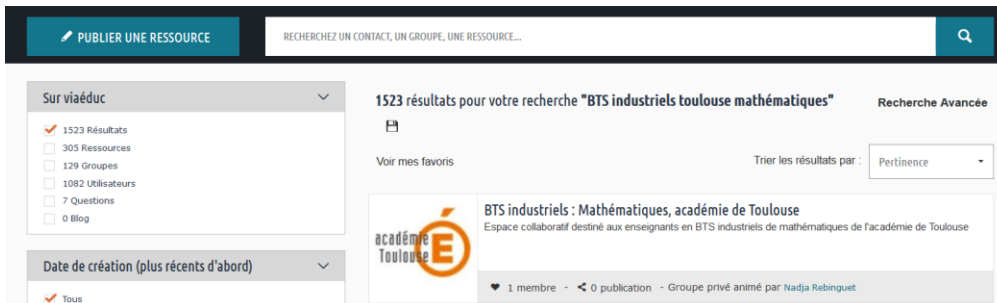 PUBLIER UNE RESSOURCE
RECHERCHEZ UN CONTACT, UN GROUPE, UNE RESSOURCE...
Sur viaéduc
1523 Résultats
305 Ressources
129 Groupes
1082 Utilisateurs
7 Questions
0 Blog
Date de création (plus récents d'abord)
Tous
1523 résultats pour votre recherche "BTS industriels toulouse mathématiques"
Recherche Avancée
Voir mes favoris
Trier les résultats par :
Pertinence
académie
Toulouse
BTS industriels : Mathématiques, académie de Toulouse
Espace collaboratif destiné aux enseignants en BTS industriels de mathématiques de l'académie de Toulouse
1 membre - 0 publication - Groupe privé animé par Nadja Rebinguet